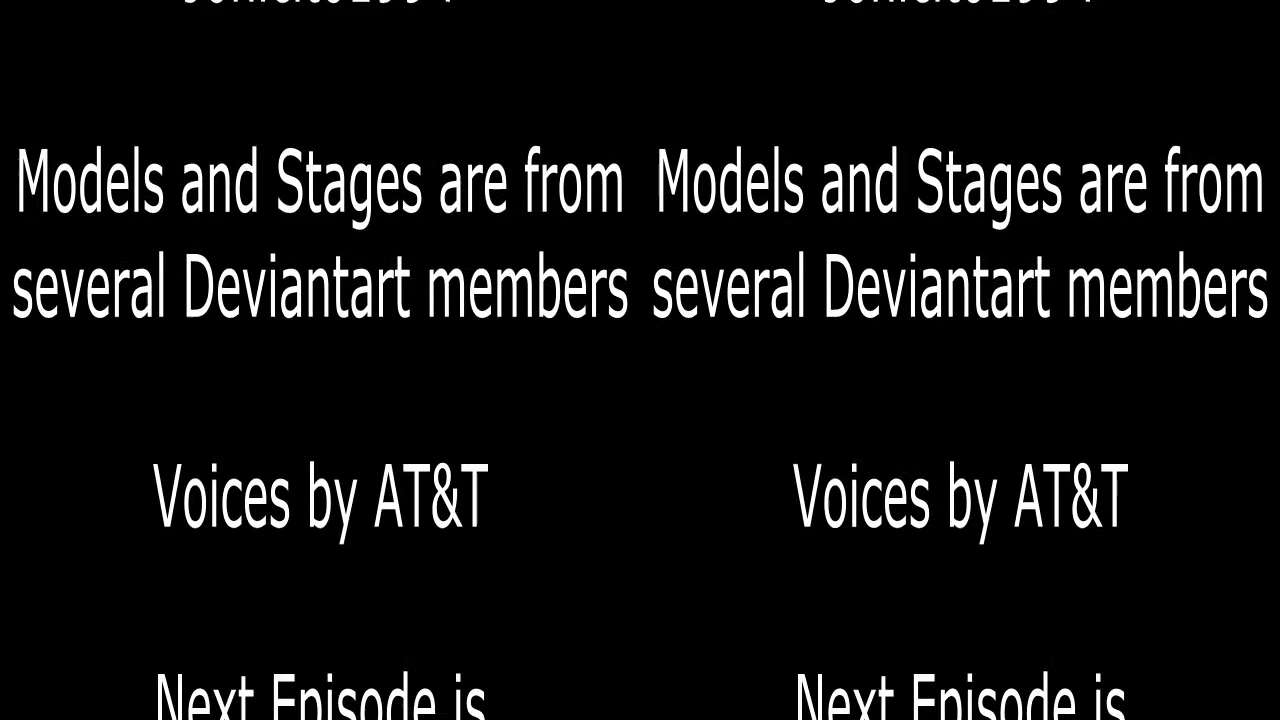 Models and Stages are from Models and Stages are from
several Deviantart members several Deviantart members
Voices by AT&T Voices by AT&T
Next Episode is Next Episode is